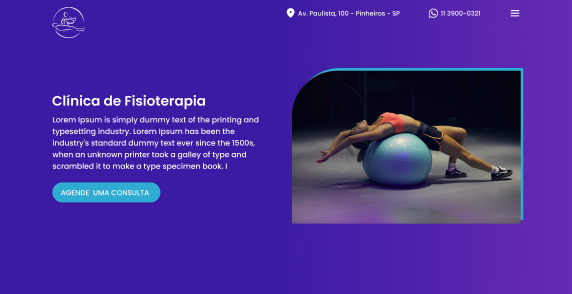 Av. Paulista, 100 - Pinheiros - SP
11 3900-0321
Clínica de Fisioterapia
Lorem Ipsum is simply dummy text of the printing and
typesetting industry. Lorem Ipsum has been the
industry's standard dummy text ever since the 1500s,
when an unknown printer took a galley of type and
scrambled it to make a type specimen book. I
AGENDE UMA CONSULTA